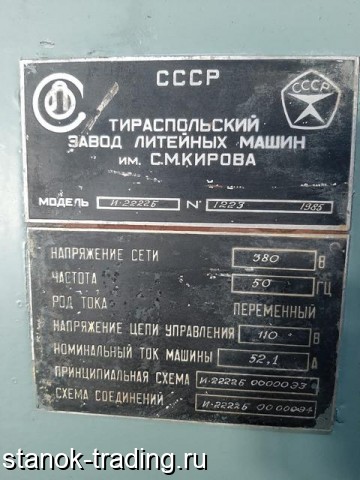 СССР
СССР
ТИРАСПОЛЬСКИЙ
ЗАВОД ЛИТЕЙНЫХ МАШИН
ИМ. С.М.КИРОВА
МОДЕЛЬ И-2222Б № 1223 1985
НАПРЯЖЕНИЕ СЕТИ 380 В
ЧАСТОТА 50 ГЦ
РОД ТОКА ПЕРЕМЕННЫЙ
НАПРЯЖЕНИЕ ЦЕПИ УПРАВЛЕНИЯ 110 В
НОМИНАЛЬНЫЙ ТОК МАШИНЫ 52,1 А
ПРИНЦИПИАЛЬНАЯ СХЕМА И-2222Б 0000033
СХЕМА СОЕДИНЕНИЙ И-2222Б
stanok-trading.ru